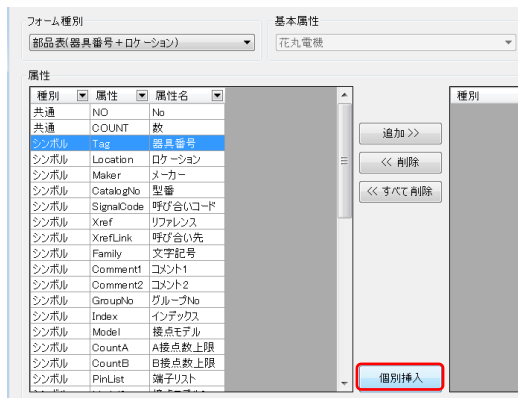 フォーム種別 基本属性
部品表(器具番号+ロケーション) 花丸電機
属性
種別 属性 属性名 種別
共通 NO No
共通 COUNT 数
シンボル Tag 器具番号
シンボル Location ロケーション
シンボル Maker メーカー
シンボル CatalogNo 型番
シンボル SignalCode 呼び合いコード
シンボル Xref リファレンス
シンボル XrefLink 呼び合い先
シンボル Family 文字記号
シンボル Comment1 コメント1
シンボル Comment2 コメント2
シンボル GroupNo グループNo
シンボル Index インデックス
シンボル Model 接点モデル
シンボル CountA A接点数上限
シンボル CountB B接点数上限
シンボル PinList 端子リスト
追加 >>
<< 削除
<< すべて削除
個別挿入